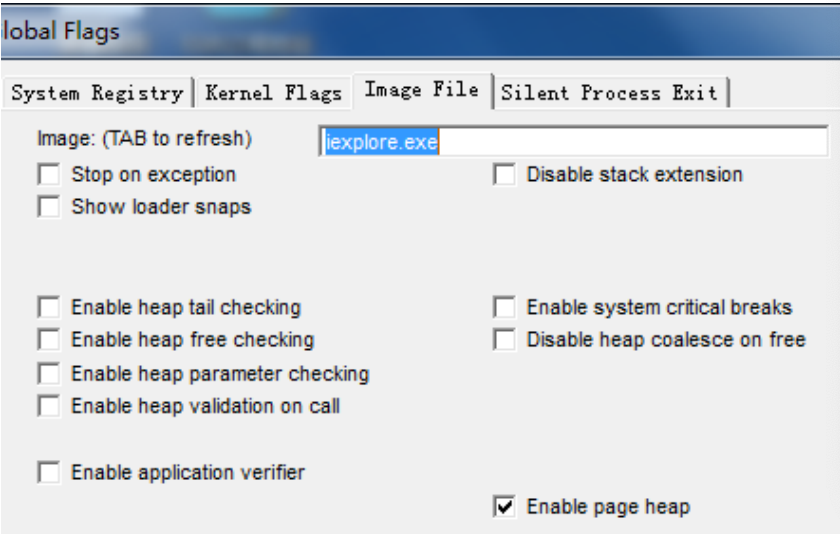 lobal Flags
System Registry Kernel Flags Image File Silent Process Exit
Image: (TAB to refresh) iexplore.exe
Stop on exception Disable stack extension
Show loader snaps
Enable heap tail checking Enable system critical breaks
Enable heap free checking Disable heap coalesce on free
Enable heap parameter checking
Enable heap validation on call
Enable application verifier
Enable page heap